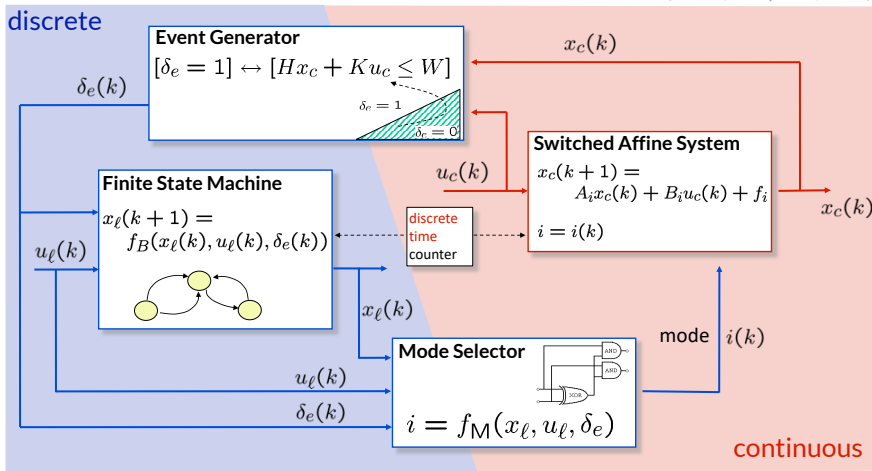 discrete
Event Generator
[δ_e = 1] ↔ [Hx_c + Ku_c ≤ W]
δ_e = 1
δ_e = 0
δ_e(k)
x_c(k)
Switched Affine System
x_c(k+1) =
A_i x_c(k) + B_i u_c(k) + f_i
i = i(k)
u_c(k)
x_c(k)
Finite State Machine
x_ℓ(k+1) =
f_B(x_ℓ(k), u_ℓ(k), δ_e(k))
u_ℓ(k)
discrete
time
counter
x_ℓ(k)
mode
i(k)
Mode Selector
AND
AND
XOR
i = f_M(x_ℓ, u_ℓ, δ_e)
u_ℓ(k)
δ_e(k)
continuous